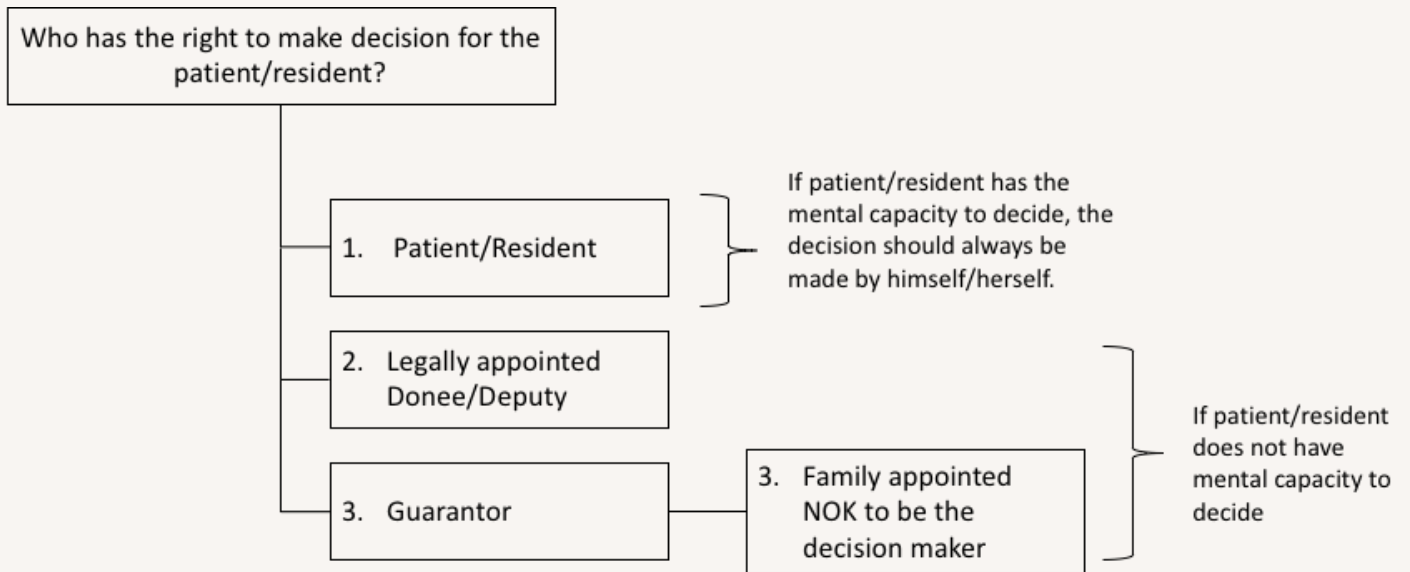 Who has the right to make decision for the
patient/resident?
If patient/resident has the
mental capacity to decide, the
decision should always be
made by himself/herself.
1. Patient/Resident
2. Legally appointed
Donee/Deputy
3. Guarantor
3. Family appointed
NOK to be the
decision maker
If patient/resident
does not have
mental capacity to
decide